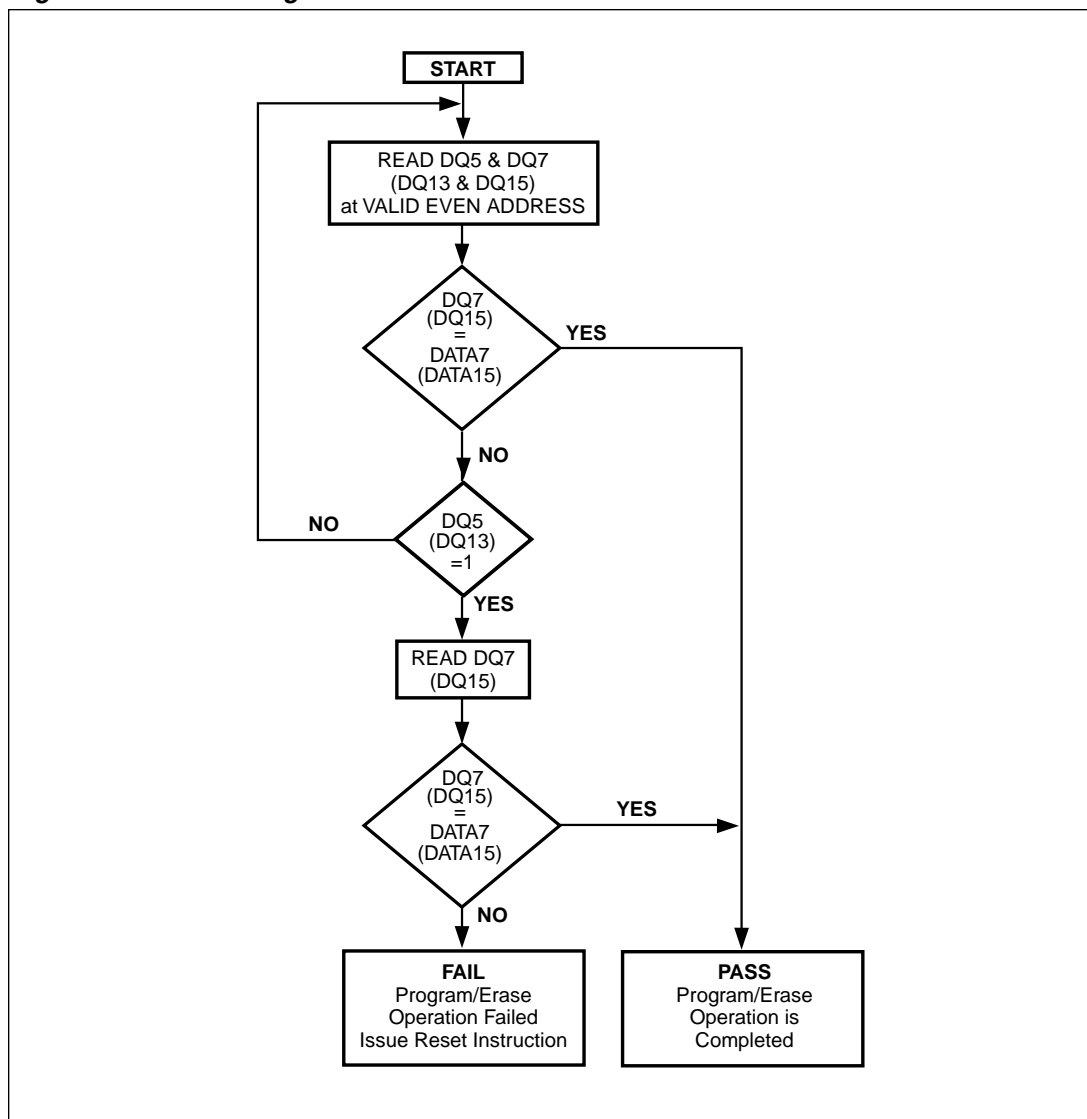 START
READ DQ5 & DQ7
(DQ13 & DQ15)
at VALID EVEN ADDRESS
DQ7
(DQ15)
=
DATA7
(DATA15)
YES
NO
DQ5
(DQ13)
=1
NO
YES
READ DQ7
(DQ15)
DQ7
(DQ15)
=
DATA7
(DATA15)
YES
NO
FAIL
Program/Erase
Operation Failed
Issue Reset Instruction
PASS
Program/Erase
Operation is
Completed